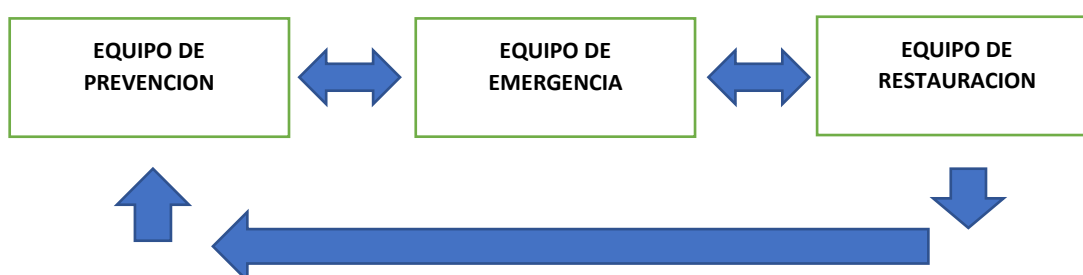 EQUIPO DE
PREVENCION
EQUIPO DE
EMERGENCIA
EQUIPO DE
RESTAURACION